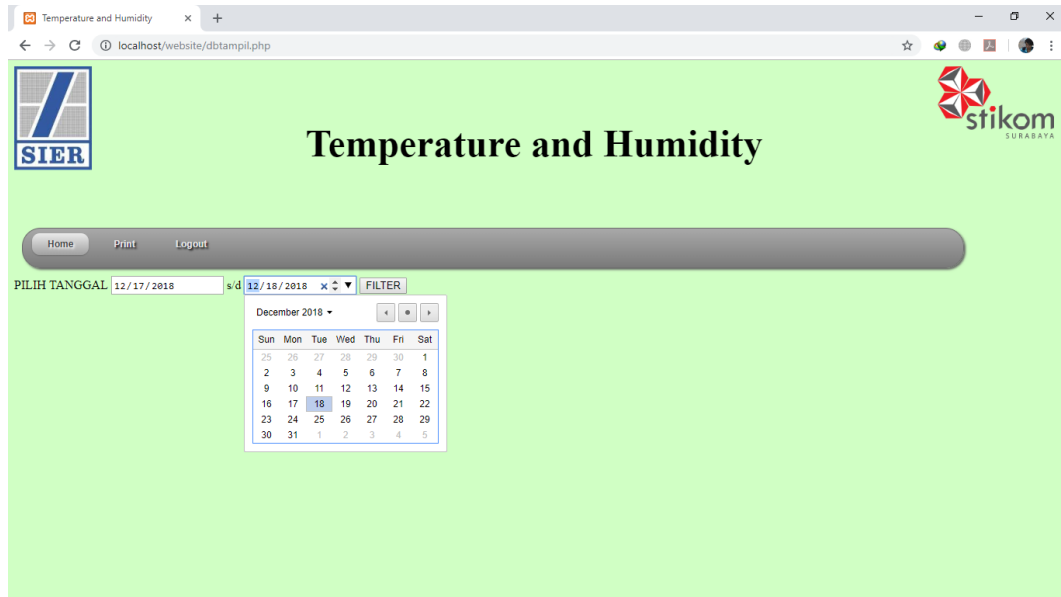 Temperature and Humidity
localhost/website/dbtampil.php
SIER
stikom
SURABAYA
Temperature and Humidity
Home Print Logout
PILIH TANGGAL 12/17/2018 s/d 12/18/2018 FILTER
December 2018
Sun Mon Tue Wed Thu Fri Sat
25 26 27 28 29 30 1
2 3 4 5 6 7 8
9 10 11 12 13 14 15
16 17 18 19 20 21 22
23 24 25 26 27 28 29
30 31 1 2 3 4 5